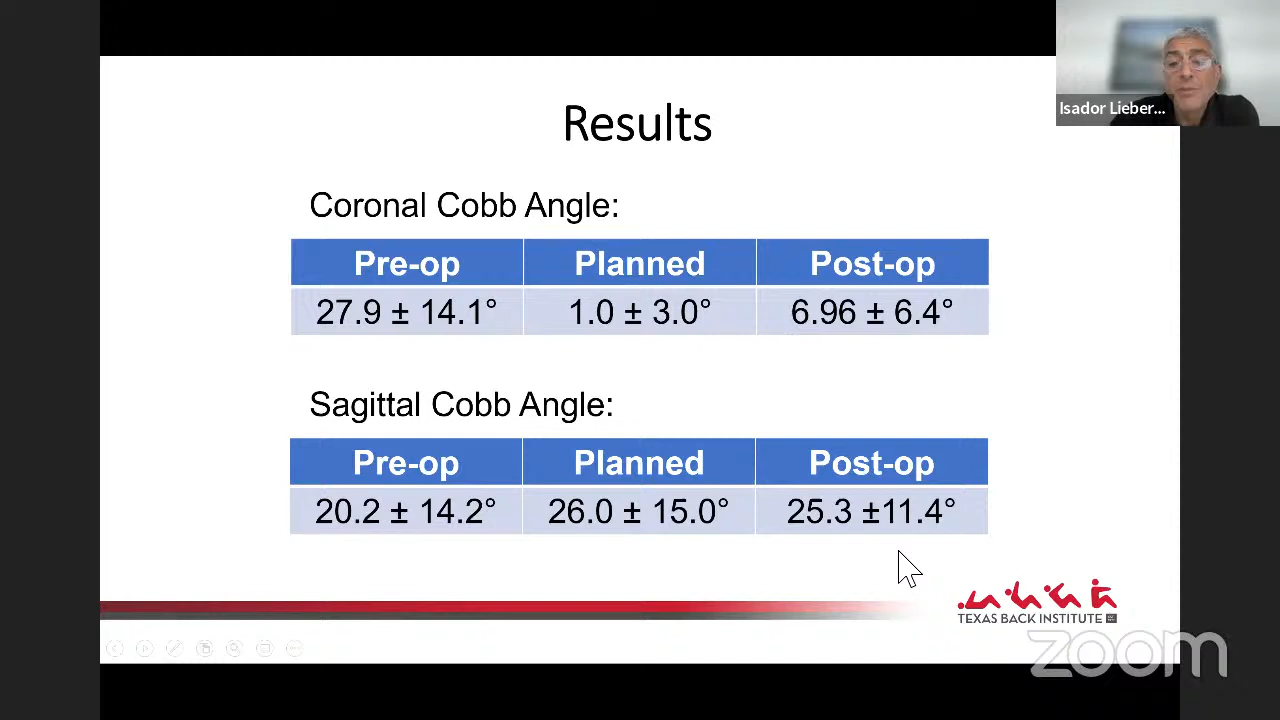 Isador Lieber...
Results
Coronal Cobb Angle:
Pre-op Planned Post-op
27.9 ± 14.1° 1.0 ± 3.0° 6.96 ± 6.4°
Sagittal Cobb Angle:
Pre-op Planned Post-op
20.2 ± 14.2° 26.0 ± 15.0° 25.3 ±11.4°
TEXAS BACK INSTITUTE
zoom